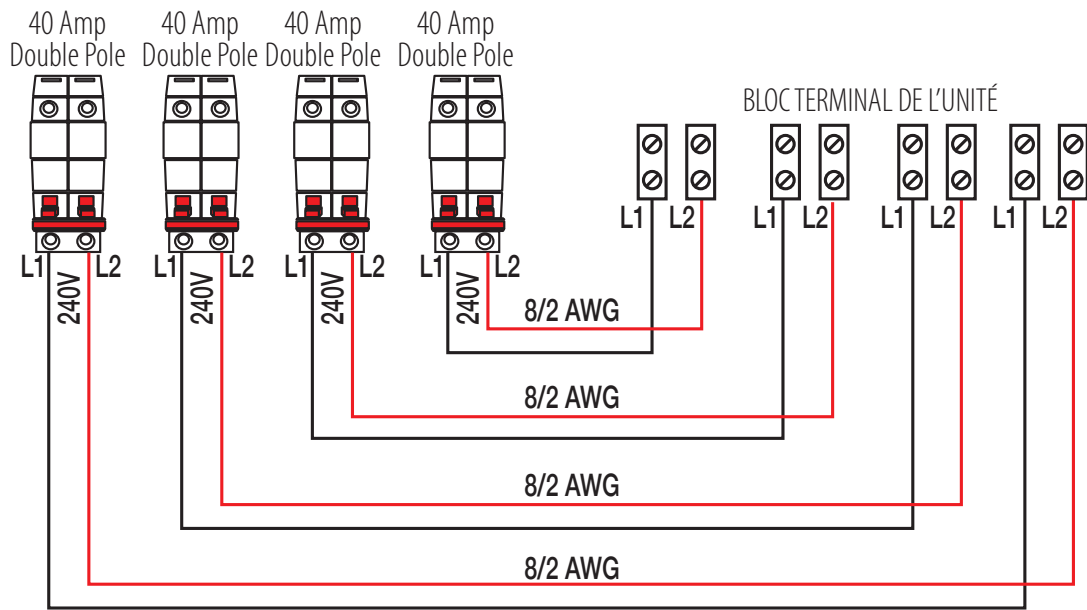 40 Amp
Double Pole
40 Amp
Double Pole
40 Amp
Double Pole
40 Amp
Double Pole
BLOC TERMINAL DE L'UNITÉ
L1 L2 L1 L2 L1 L2 L1 L2
L1 240V L2
L1 240V L2
L1 240V L2
L1 240V L2
8/2 AWG
8/2 AWG
8/2 AWG
8/2 AWG